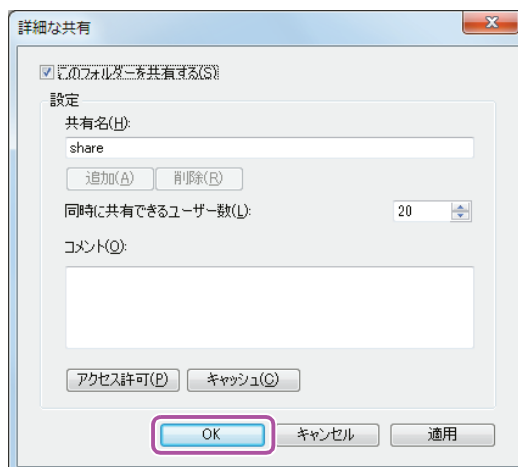 詳細な共有
このフォルダーを共有する(S)
設定
共有名(H):
share
追加(A) 削除(R)
同時に共有できるユーザー数(L): 20
コメント(O):
アクセス許可(P) キャッシュ(C)
OK キャンセル 適用